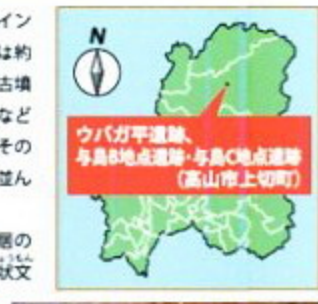 イン
は約
古墳
など
その
並ん
居の
状文
N
ウバガ平遺跡、
与島B地点遺跡・与島C地点遺跡
(高山市上切町)